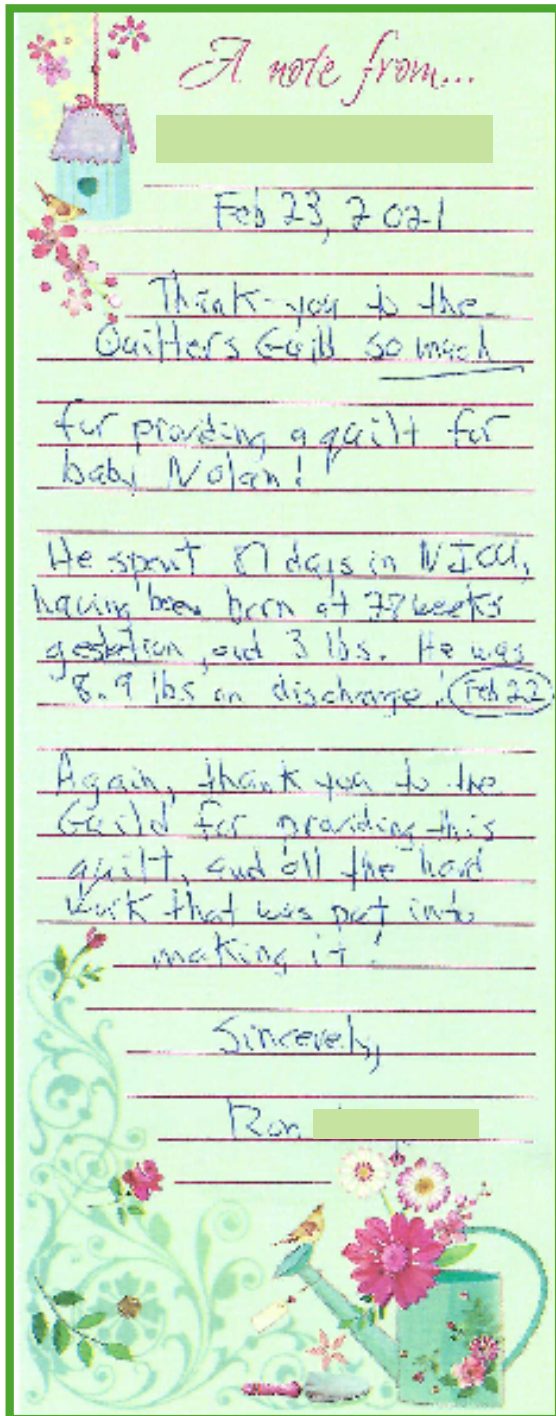 A note from...
Feb 23, 2021
Thank-you to the
Quilters Guild so much
for providing a quilt for
baby Nolan!
He spent days in NICU,
having been born at 28 weeks
gestation, and 3 lbs. He was
8.9 lbs on discharge! Feb 22
Again, thank you to the
Guild for providing this
quilt, and all the hard
work that was put into
making it!
Sincerely,
Ron